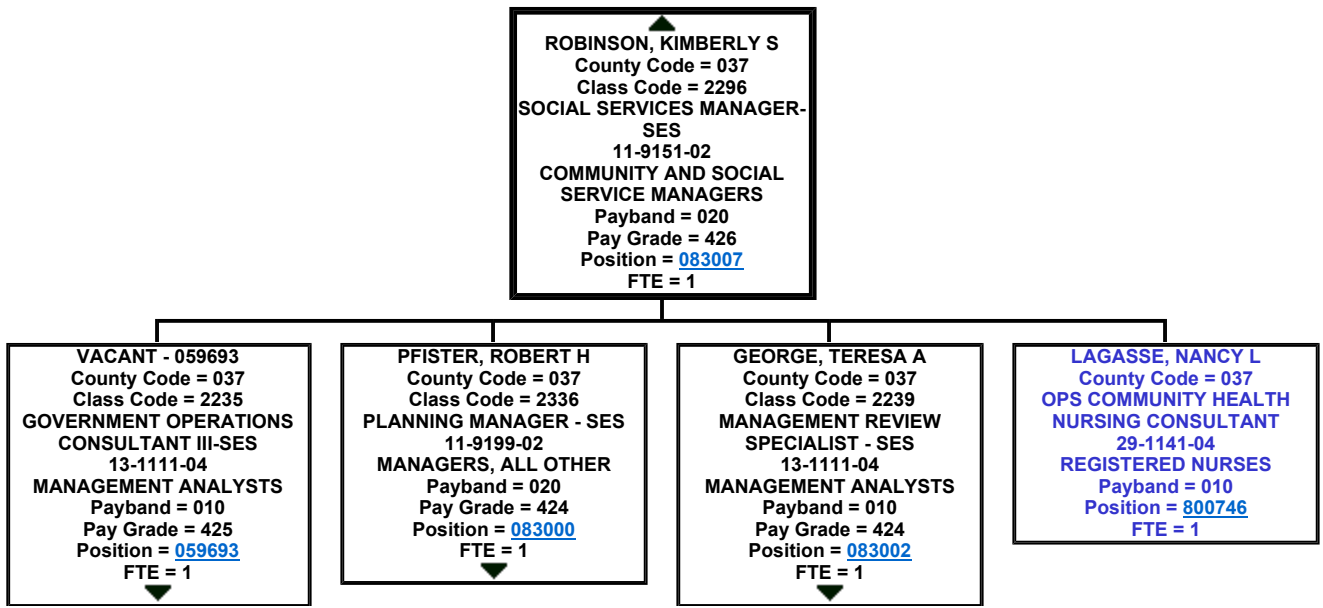 ROBINSON, KIMBERLY S
County Code = 037
Class Code = 2296
SOCIAL SERVICES MANAGER-
SES
11-9151-02
COMMUNITY AND SOCIAL
SERVICE MANAGERS
Payband = 020
Pay Grade = 426
Position = 083007
FTE = 1
VACANT - 059693
County Code = 037
Class Code = 2235
GOVERNMENT OPERATIONS
CONSULTANT III-SES
13-1111-04
MANAGEMENT ANALYSTS
Payband = 010
Pay Grade = 425
Position = 059693
FTE = 1
PFISTER, ROBERT H
County Code = 037
Class Code = 2336
PLANNING MANAGER - SES
11-9199-02
MANAGERS, ALL OTHER
Payband = 020
Pay Grade = 424
Position = 083000
FTE = 1
GEORGE, TERESA A
County Code = 037
Class Code = 2239
MANAGEMENT REVIEW
SPECIALIST - SES
13-1111-04
MANAGEMENT ANALYSTS
Payband = 010
Pay Grade = 424
Position = 083002
FTE = 1
LAGASSE, NANCY L
County Code = 037
OPS COMMUNITY HEALTH
NURSING CONSULTANT
29-1141-04
REGISTERED NURSES
Payband = 010
Position = 800746
FTE = 1